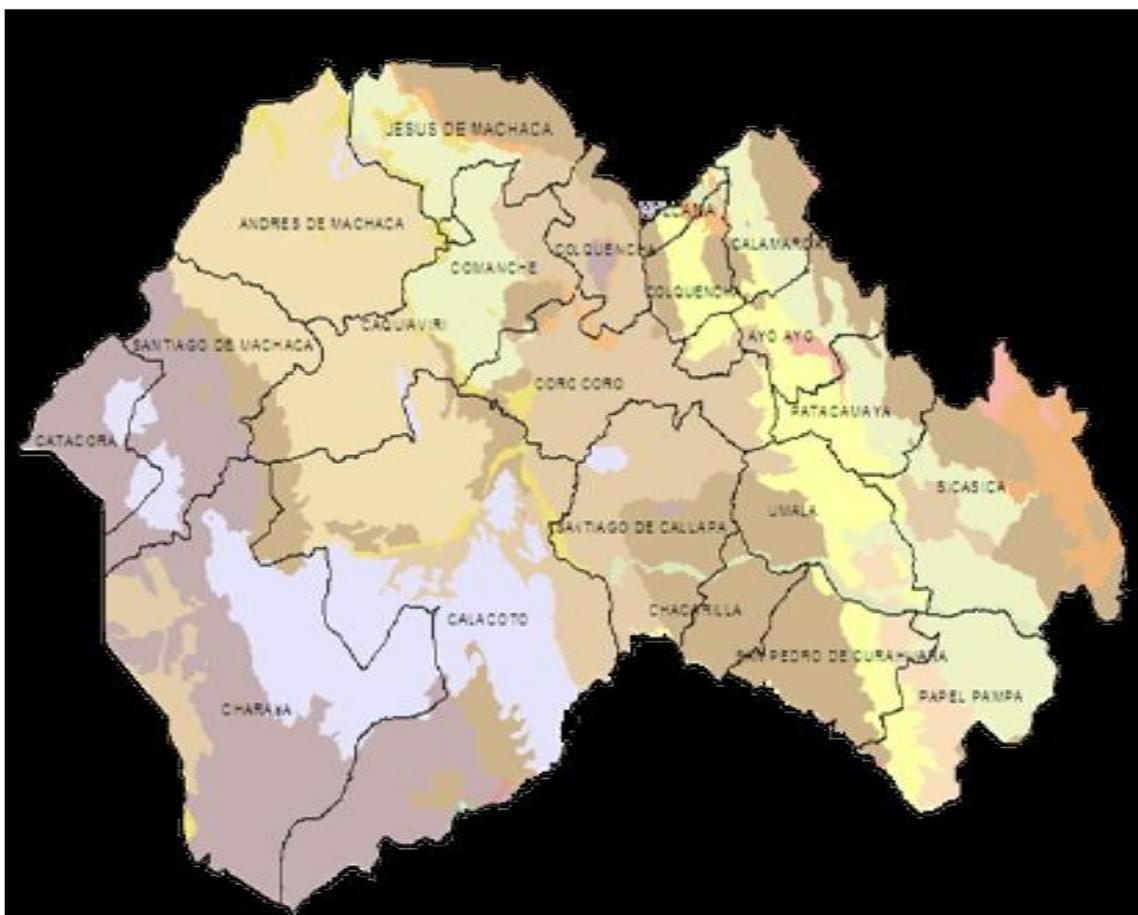 JESUS DE MACHACA
ANDRES DE MACHACA
COLQUENCHA
CALAMARCA
COMANCHE
COLQUENCHA
CAQUIAVIRI
AYO AYO
SANTIAGO DE MACHACA
CORO CORO
PATACAMAYA
CATACORA
SICASICA
UMALA
SANTIAGO DE CALLAPA
CHACARILLA
CALACOTO
SAN PEDRO DE CURAHUARA
PAPEL PAMPA
CHARAÑA